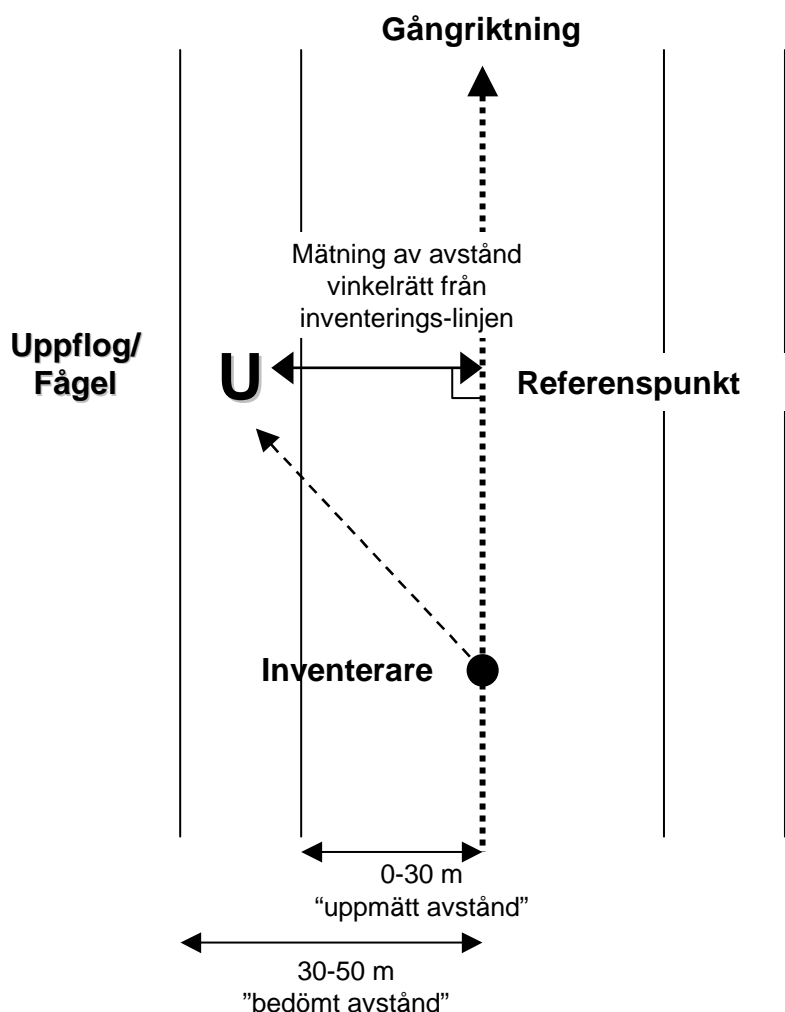 Gångriktning
Mätning av avstånd
vinkelrätt från
inventerings-linjen
Uppflog/
Fågel
U
Referenspunkt
Inventerare
0-30 m
“uppmätt avstånd”
30-50 m
”bedömt avstånd”